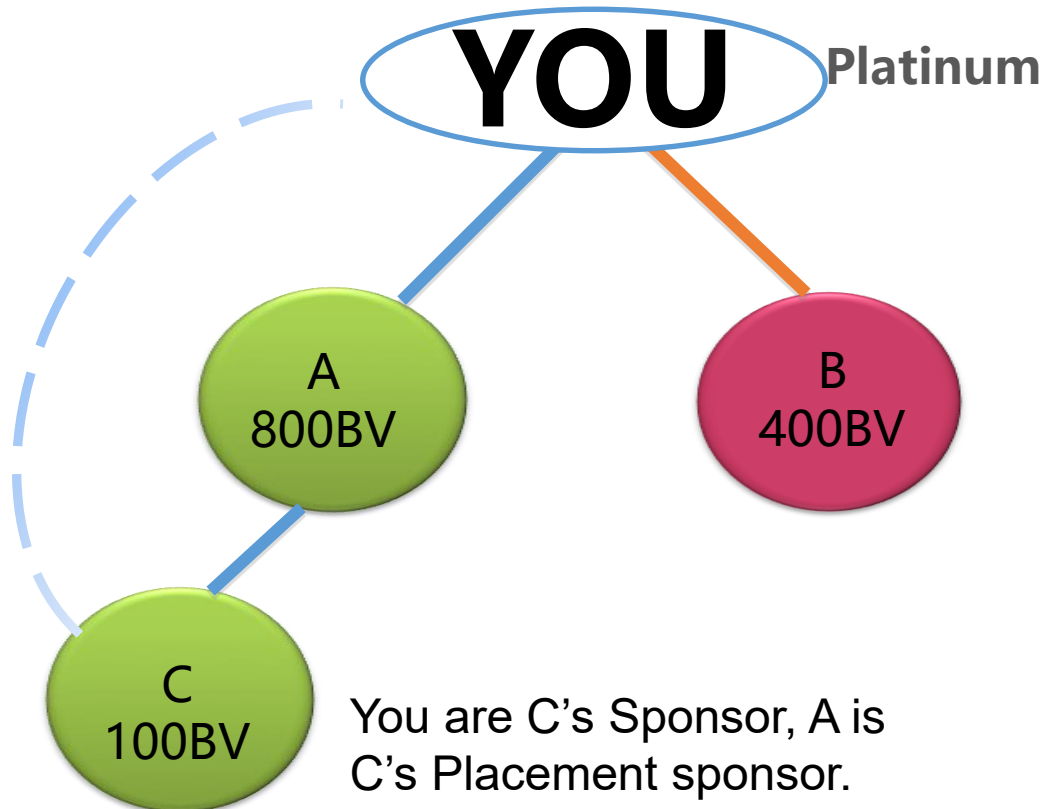 YOU
Platinum
A
800BV
B
400BV
C
100BV
You are C’s Sponsor, A is
C’s Placement sponsor.